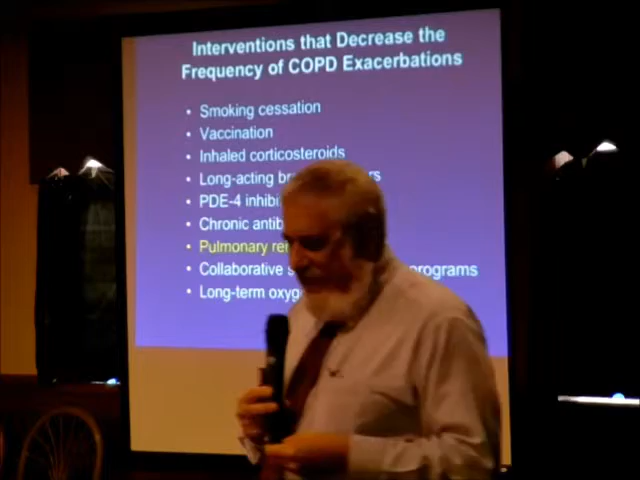 Interventions that Decrease the
Frequency of COPD Exacerbations
• Smoking cessation
• Vaccination
• Inhaled corticosteroids
• Long-acting
• PDE-4
• Chronic
• Pulmonary
• Collaborative programs
• Long-term